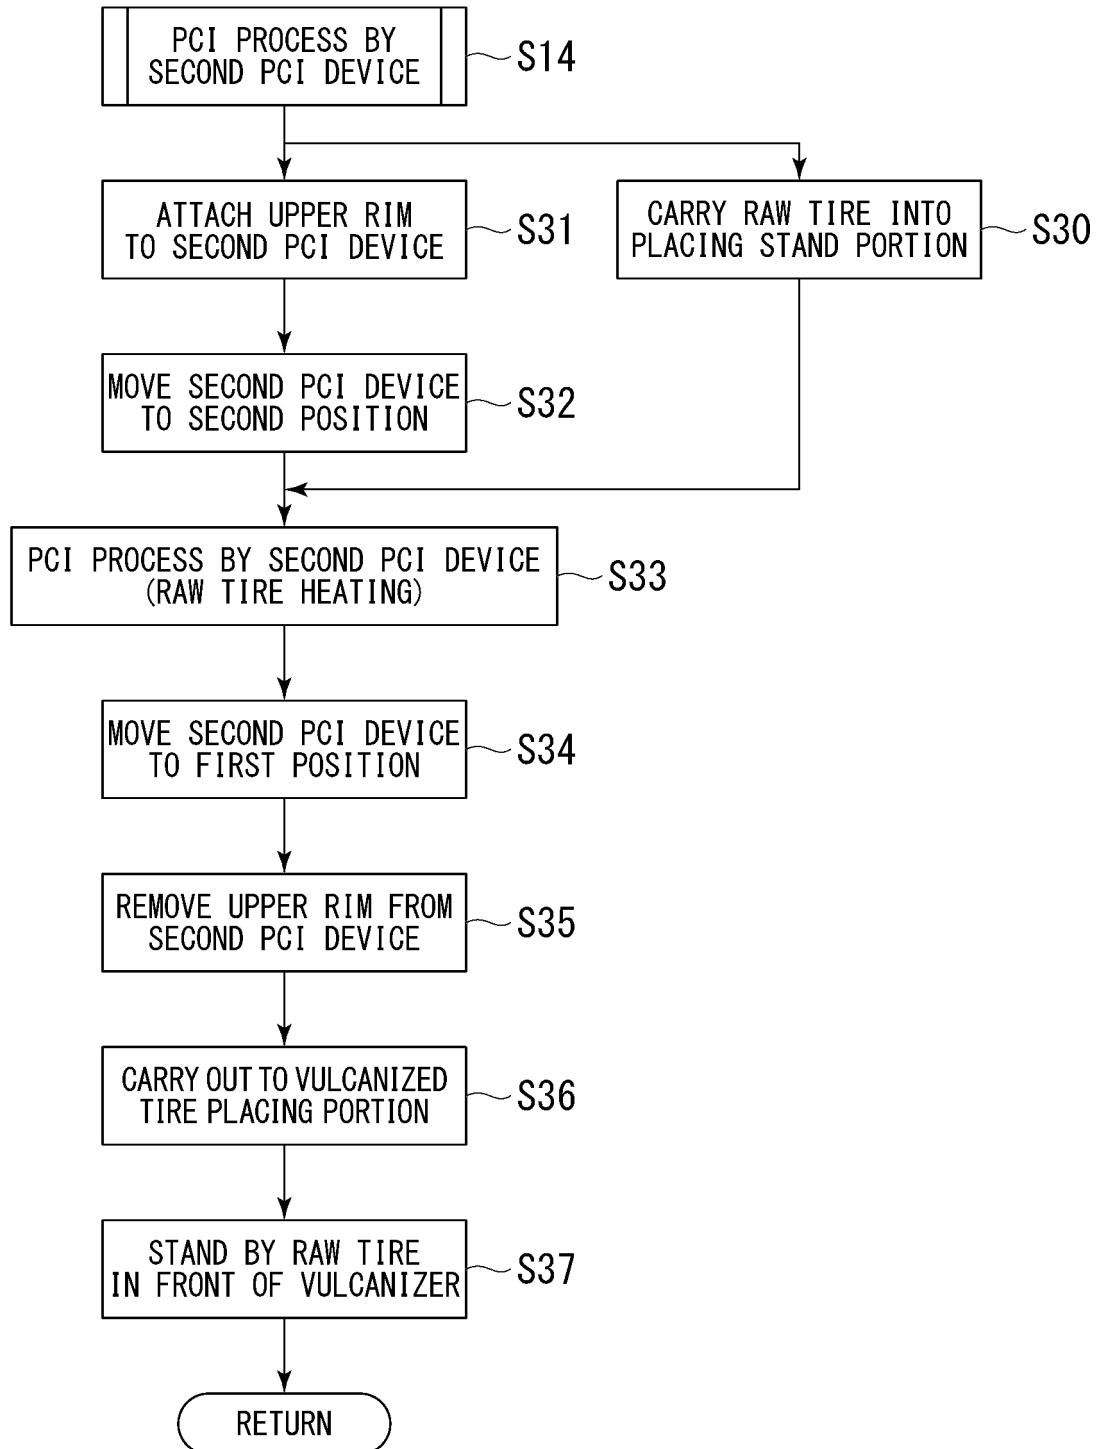 PCI PROCESS BY
SECOND PCI DEVICE
S14
ATTACH UPPER RIM
TO SECOND PCI DEVICE
S31
CARRY RAW TIRE INTO
PLACING STAND PORTION
S30
MOVE SECOND PCI DEVICE
TO SECOND POSITION
S32
PCI PROCESS BY SECOND PCI DEVICE
(RAW TIRE HEATING)
S33
MOVE SECOND PCI DEVICE
TO FIRST POSITION
S34
REMOVE UPPER RIM FROM
SECOND PCI DEVICE
S35
CARRY OUT TO VULCANIZED
TIRE PLACING PORTION
S36
STAND BY RAW TIRE
IN FRONT OF VULCANIZER
S37
RETURN